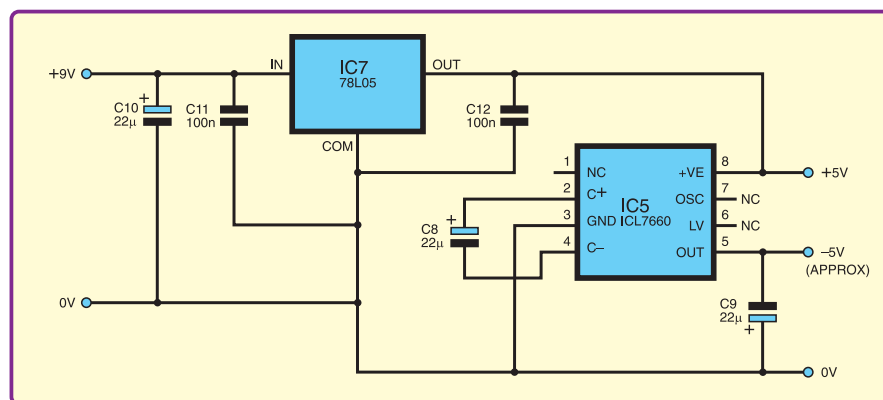 +9V
IN
IC7
78L05
OUT
+
C10
22μ
C11
100n
C12
100n
COM
1
NC
+VE
8
+5V
2
C+
IC5
OSC
7
NC
3
GND
ICL7660
LV
6
NC
4
C–
OUT
5
–5V
(APPROX)
+
C8
22μ
0V
C9
22μ
+
0V